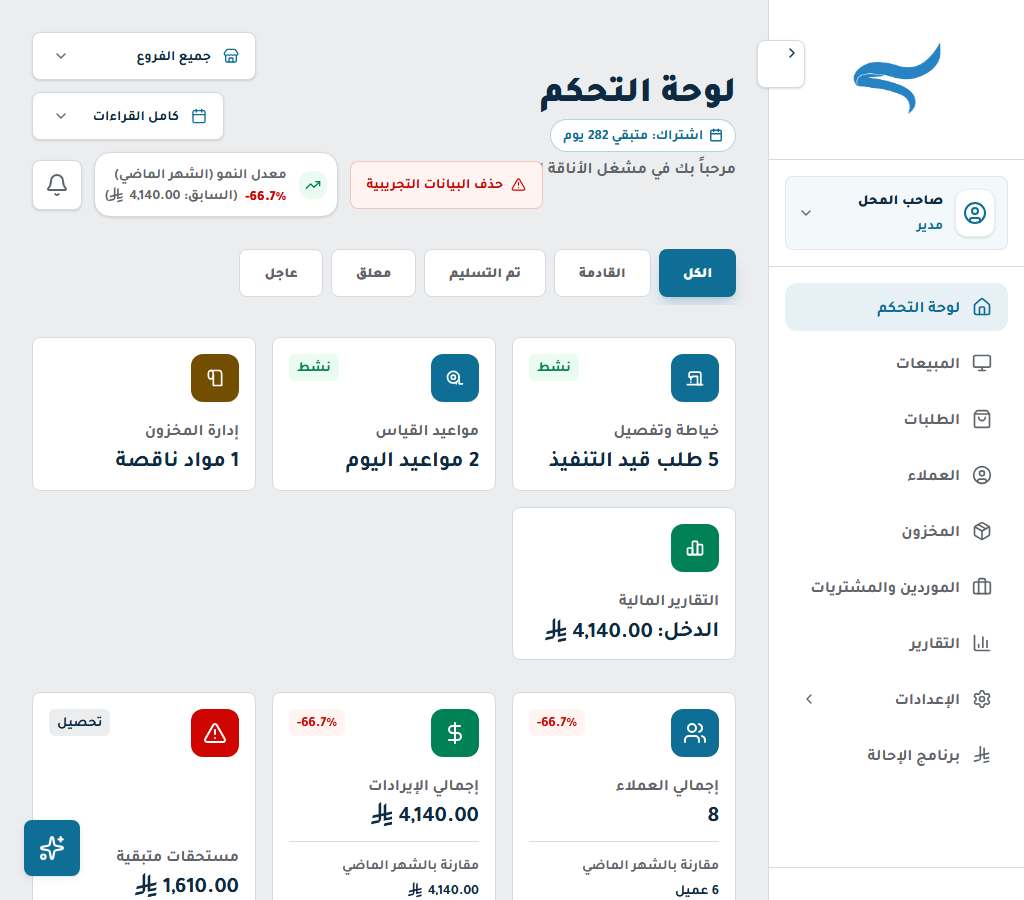 صاحب المحل
مدير
لوحة التحكم
المبيعات
الطلبات
العملاء
المخزون
الموردين والمشتريات
التقارير
الإعدادات
برنامج الإحالة
لوحة التحكم
اشتراك: متبقي 282 يوم
مرحباً بك في مشغل الأناقة
جميع الفروع
كامل القراءات
حذف البيانات التجريبية
معدل النمو (الشهر الماضي)
-66.7% (السابق: 4,140.00 ⃁)
الكل
القادمة
تم التسليم
معلق
عاجل
نشط
خياطة وتفصيل
5 طلب قيد التنفيذ
نشط
مواعيد القياس
2 مواعيد اليوم
إدارة المخزون
1 مواد ناقصة
التقارير المالية
الدخل: 4,140.00 ⃁
-66.7%
إجمالي العملاء
8
مقارنة بالشهر الماضي
6 عميل
-66.7%
إجمالي الإيرادات
4,140.00 ⃁
مقارنة بالشهر الماضي
4,140.00 ⃁
تحصيل
مستحقات متبقية
1,610.00 ⃁